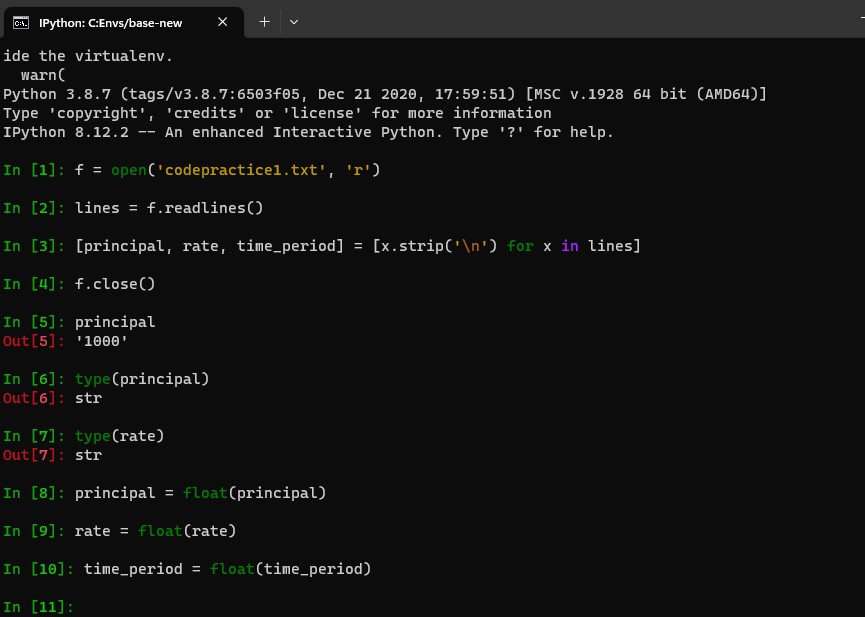 IPython: C:Envs/base-new
ide the virtualenv.
  warn(
Python 3.8.7 (tags/v3.8.7:6503f05, Dec 21 2020, 17:59:51) [MSC v.1928 64 bit (AMD64)]
Type 'copyright', 'credits' or 'license' for more information
IPython 8.12.2 -- An enhanced Interactive Python. Type '?' for help.
In [1]: f = open('codepractice1.txt', 'r')
In [2]: lines = f.readlines()
In [3]: [principal, rate, time_period] = [x.strip('\n') for x in lines]
In [4]: f.close()
In [5]: principal
Out[5]: '1000'
In [6]: type(principal)
Out[6]: str
In [7]: type(rate)
Out[7]: str
In [8]: principal = float(principal)
In [9]: rate = float(rate)
In [10]: time_period = float(time_period)
In [11]: